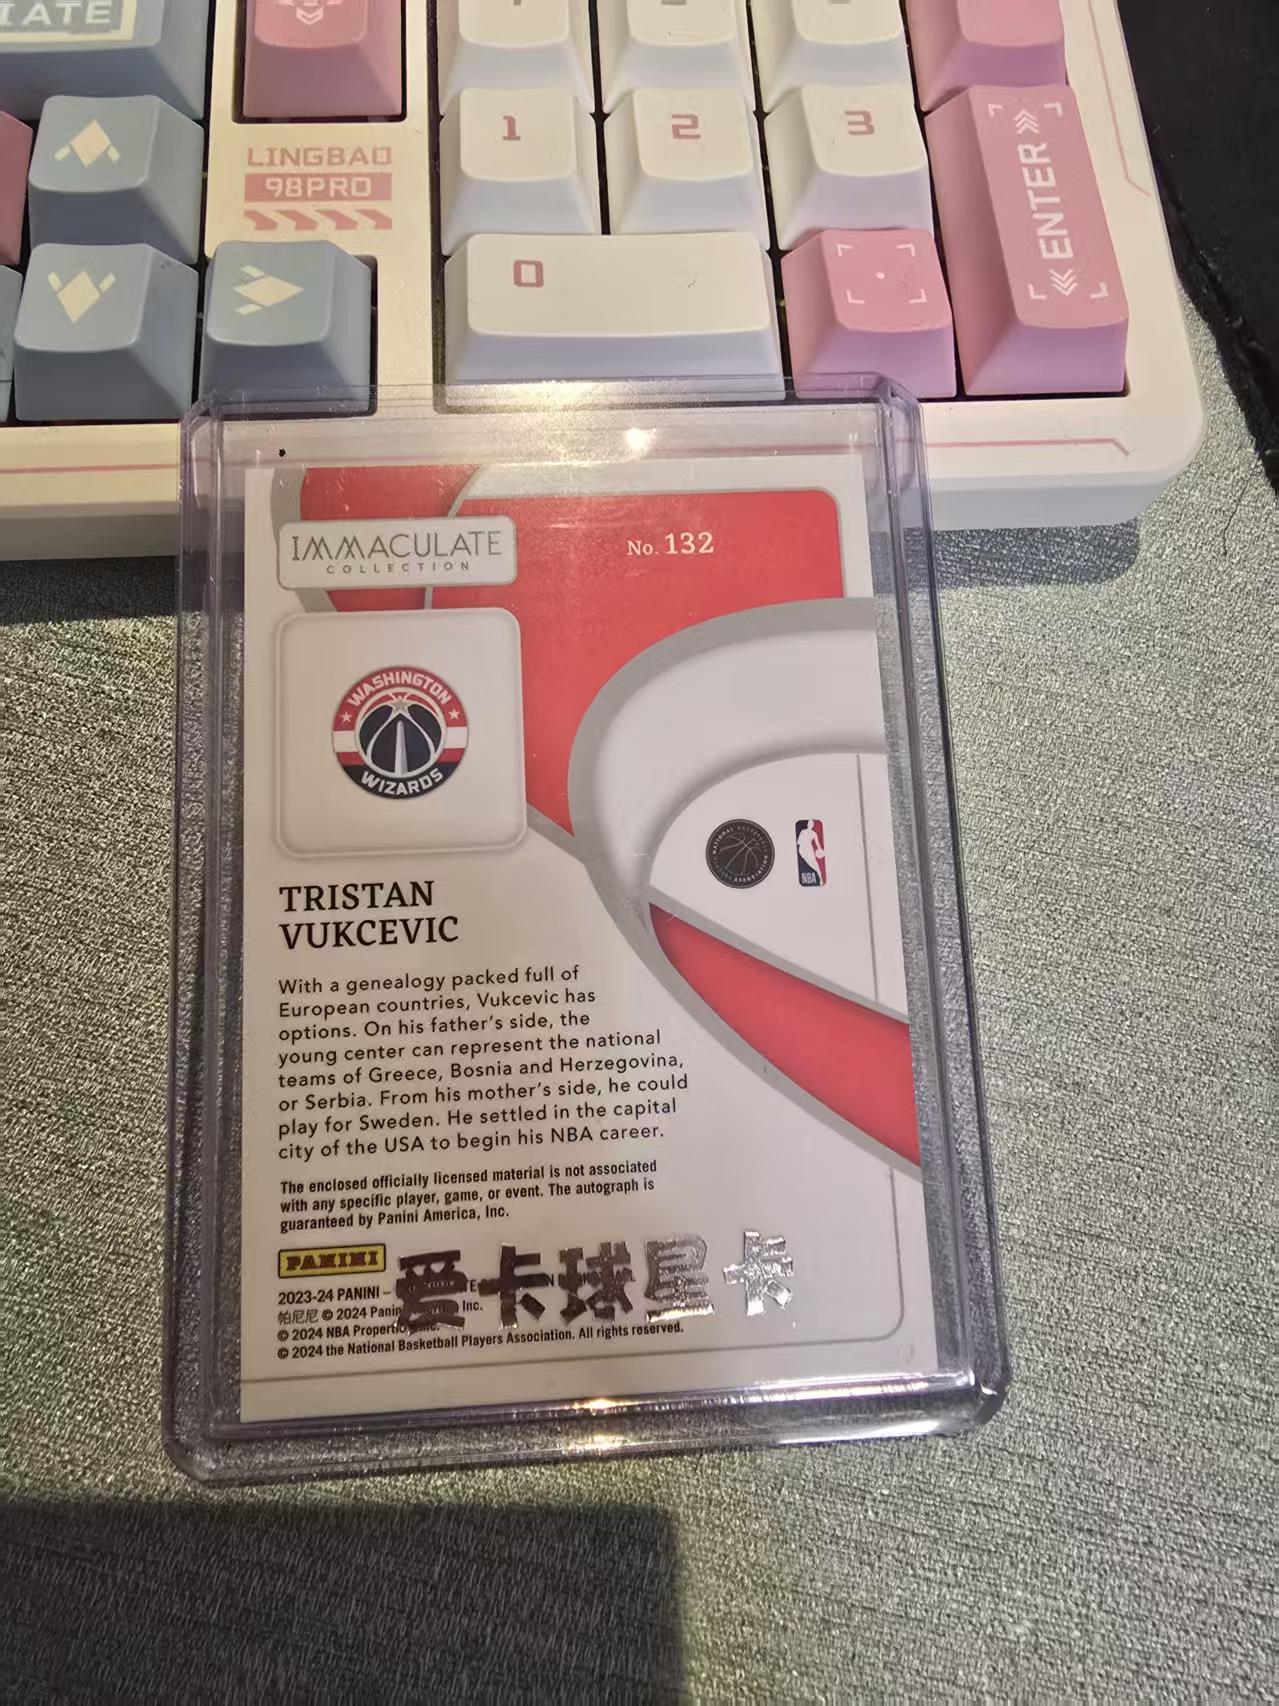 IATE
1
2
3
LINGBAO
98PRO
ENTER
0
IMMACULATE
COLLECTION
No. 132
WASHINGTON
WIZARDS
NBA
TRISTAN
VUKCEVIC
With a genealogy packed full of
European countries, Vukcevic has
options. On his father's side, the
young center can represent the national
teams of Greece, Bosnia and Herzegovina,
or Serbia. From his mother's side, he could
play for Sweden. He settled in the capital
city of the USA to begin his NBA career.
The enclosed officially licensed material is not associated
with any specific player, game, or event. The autograph is
guaranteed by Panini America, Inc.
PANINI
爱卡球星卡
2023-24 PANINI –
帕尼尼 © 2024 Panini Inc.
© 2024 NBA Properties, Inc.
© 2024 the National Basketball Players Association. All rights reserved.